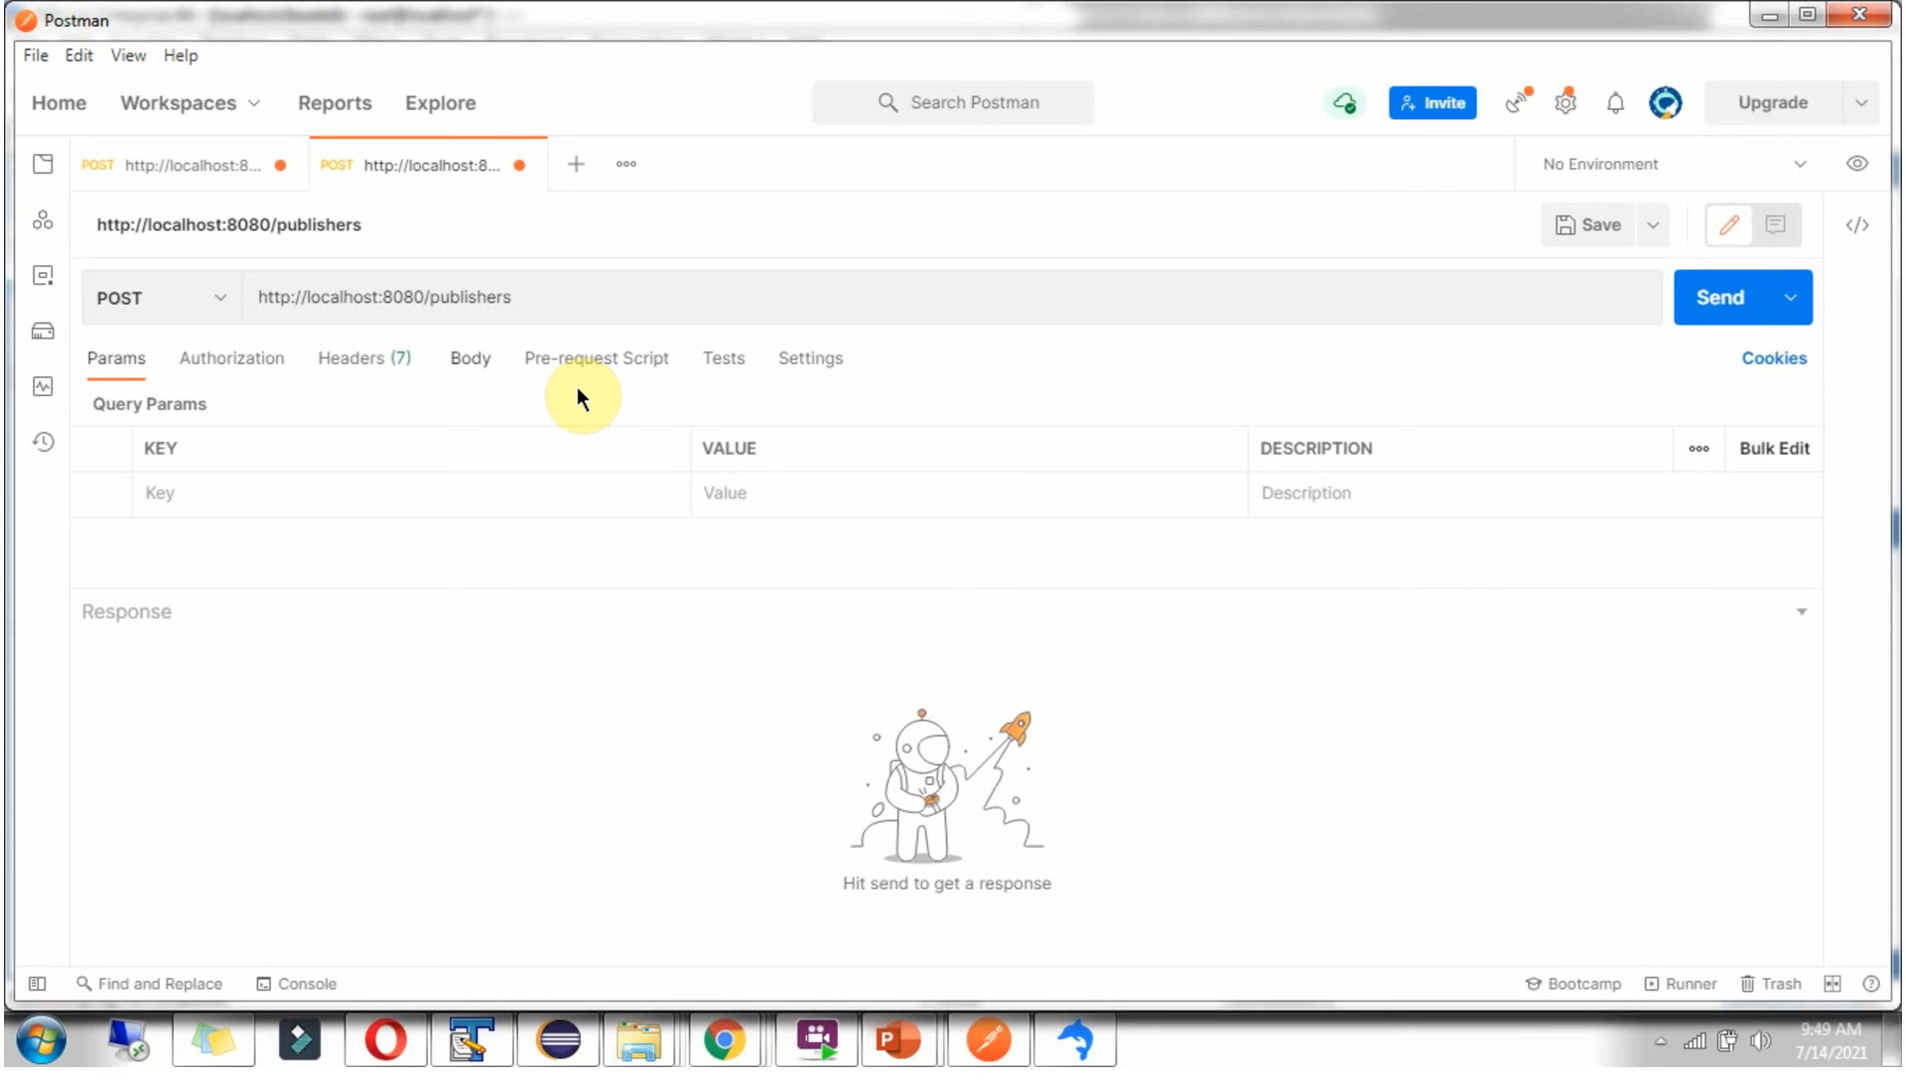 Postman
File Edit View Help
Home Workspaces Reports Explore Search Postman Invite Upgrade
POST http://localhost:8... POST http://localhost:8... No Environment
http://localhost:8080/publishers Save
POST http://localhost:8080/publishers Send
Params Authorization Headers (7) Body Pre-request Script Tests Settings Cookies
Query Params
KEY VALUE DESCRIPTION Bulk Edit
Key Value Description
Response
Hit send to get a response
Find and Replace Console Bootcamp Runner Trash
9:49 AM
7/14/2021